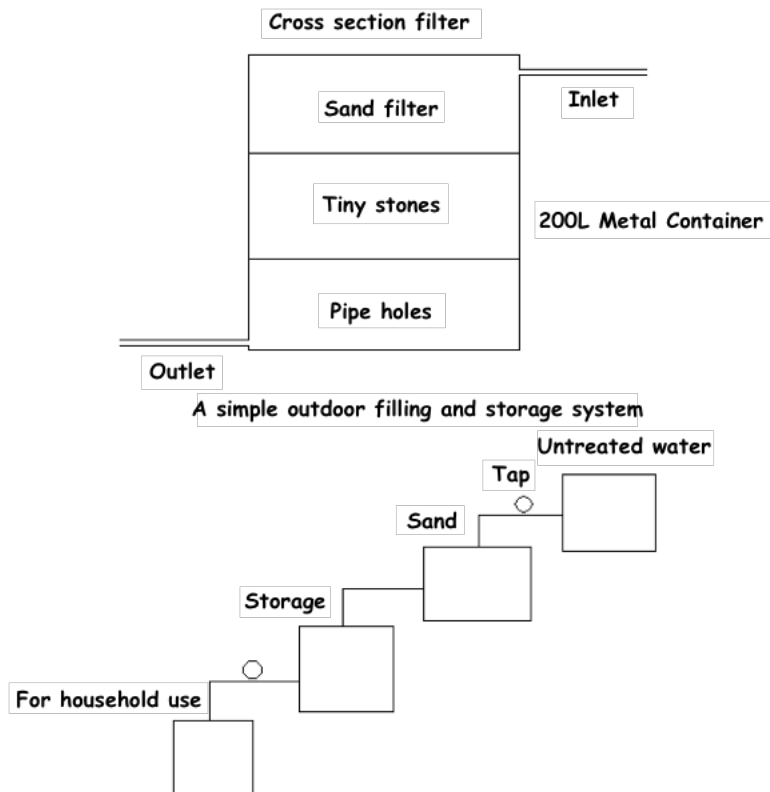 Cross section filter
Sand filter
Inlet
Tiny stones
200L Metal Container
Pipe holes
Outlet
A simple outdoor filling and storage system
Untreated water
Tap
Sand
Storage
For household use